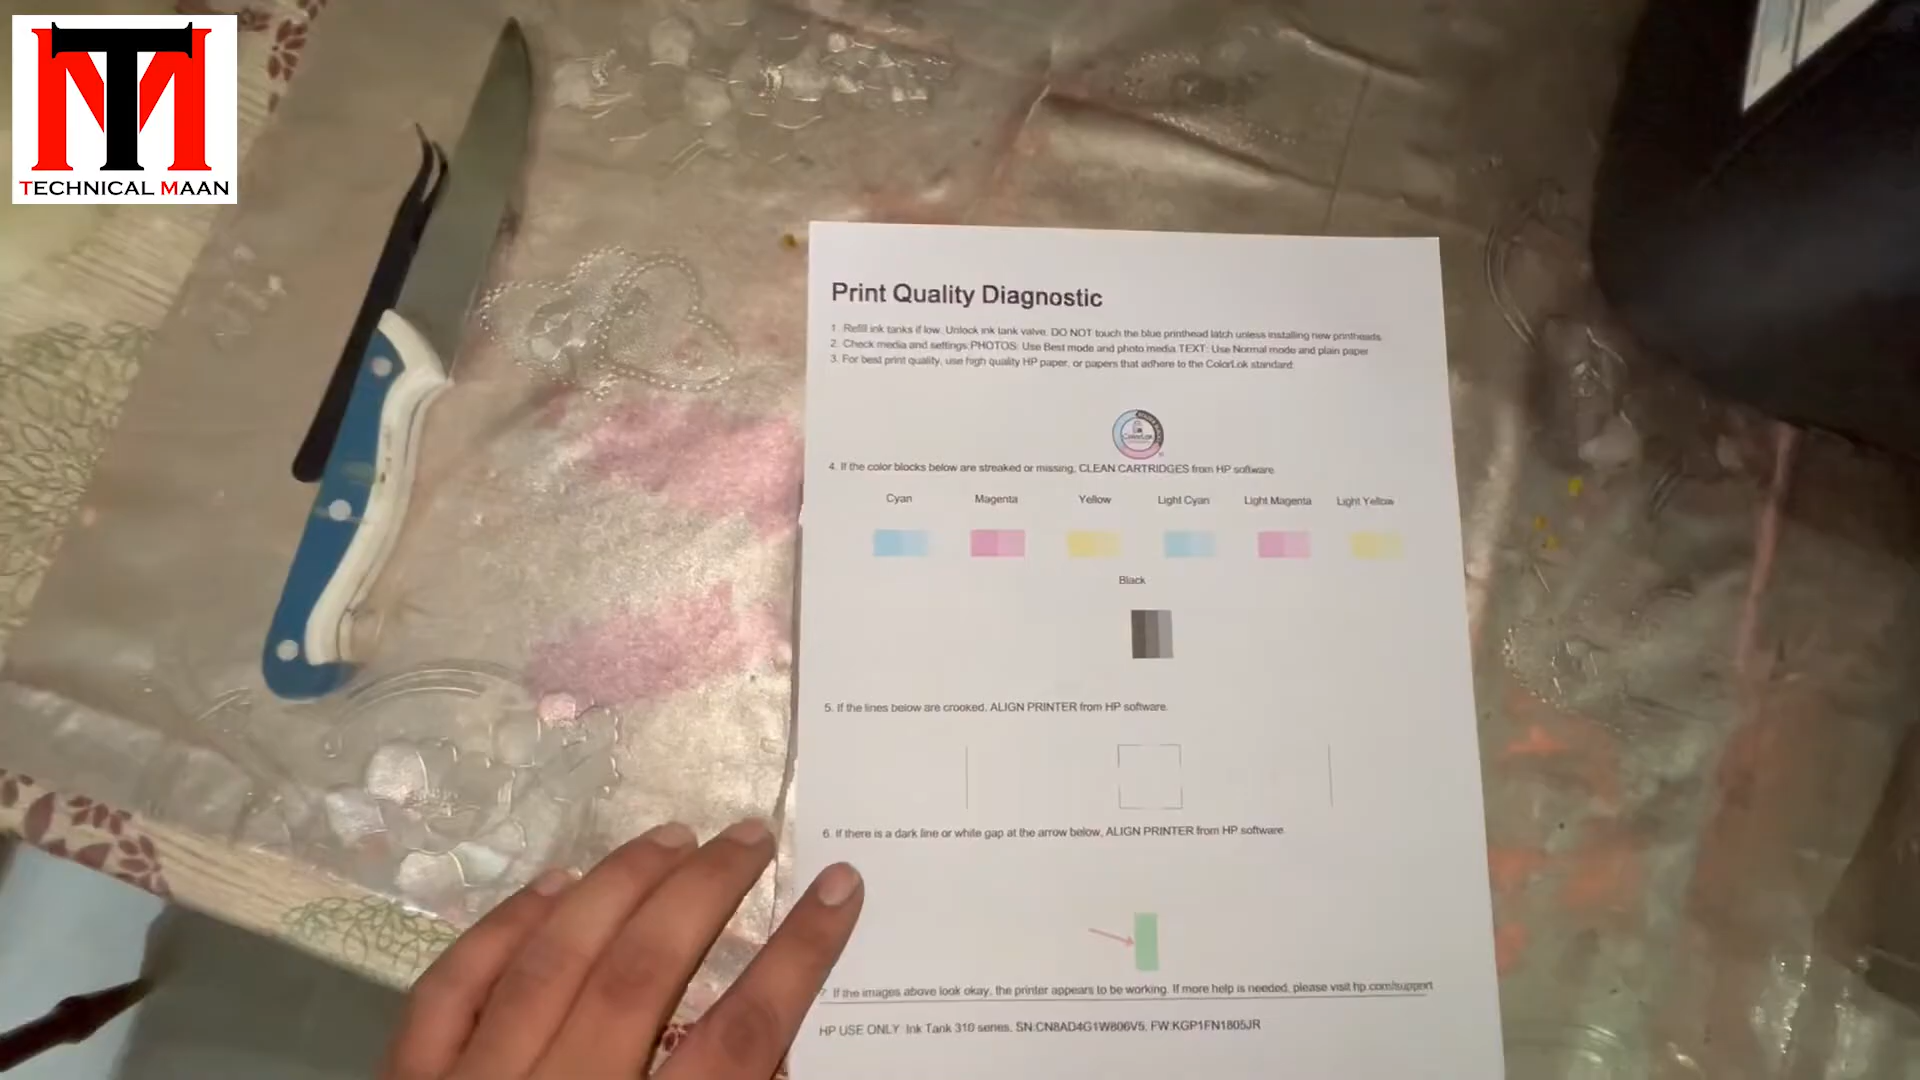 TM
TECHNICAL MAAN
Print Quality Diagnostic
1. Refill ink tanks if low. Unlock ink tank valve. DO NOT touch the blue printhead latch unless installing new printheads.
2. Check media and settings:PHOTOS: Use Best mode and photo media.TEXT: Use Normal mode and plain paper
3. For best print quality, use high quality HP paper, or papers that adhere to the ColorLok standard:
ColorLok
4. If the color blocks below are streaked or missing, CLEAN CARTRIDGES from HP software.
Cyan Magenta Yellow Light Cyan Light Magenta Light Yellow
Black
5. If the lines below are crooked, ALIGN PRINTER from HP software.
6. If there is a dark line or white gap at the arrow below, ALIGN PRINTER from HP software.
7. If the images above look okay, the printer appears to be working. If more help is needed, please visit hp.com/support
HP USE ONLY: Ink Tank 310 series, SN:CN8AD4G1W806V5, FW:KGP1FN1805JR